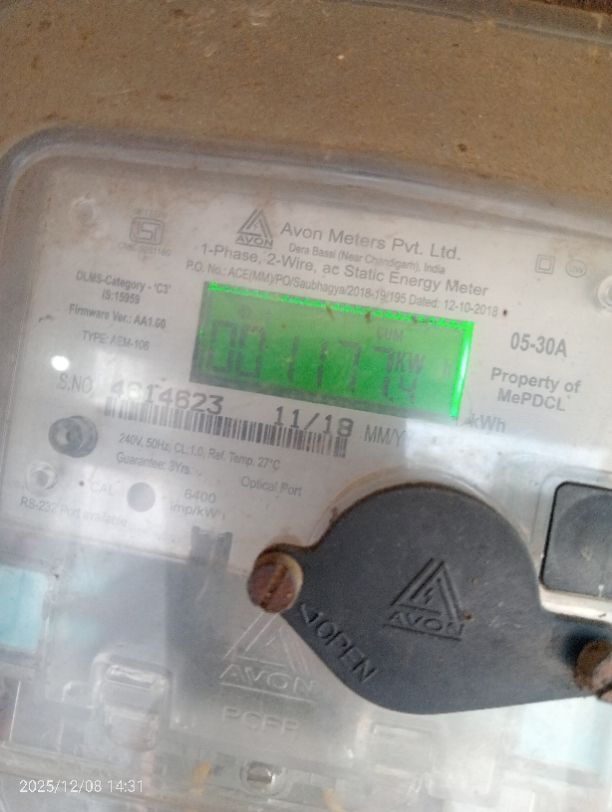 AVON
Avon Meters Pvt. Ltd.
Dera Bassi (Near Chandigarh), India
1-Phase, 2-Wire, ac Static Energy Meter
P.O. No.: ACE(MM)/PO/Saubhagya/2018-19/195 Dated: 12-10-2018
DLMS-Category - 'C3'
IS:15959
Firmware Ver.: AA1.00
TYPE: AEM-106
CUM
KW
05-30A
Property of
MePDCL
kWh
S.NO. 4614623 11/18 MM/Y
240V, 50Hz, CL:1.0, Ref. Temp. 27°C
Guarantee: 3Yrs.
Optical Port
CAL
6400
imp/kW
RS-232 Port available
AVON
OPEN
AVON
2025/12/08 14:31